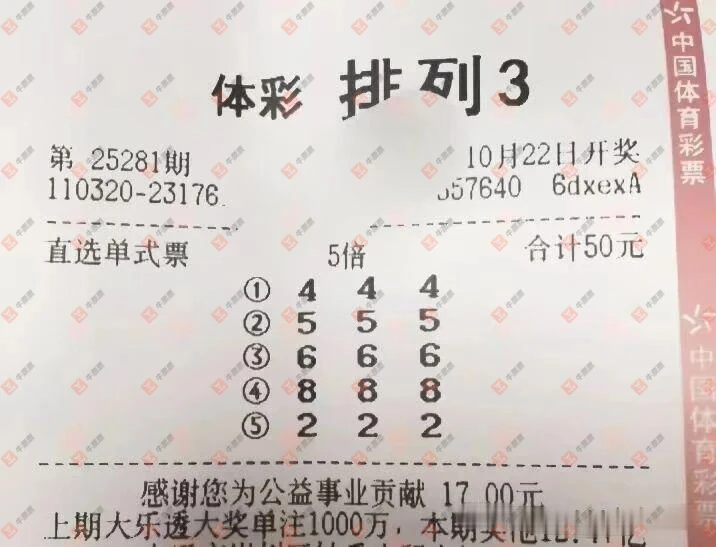 体彩 排列3
第 25281期 10月22日开奖
110320-23176 57640 6dxexA
直选单式票 5倍 合计50元
① 4 4 4
② 5 5 5
③ 6 6 6
④ 8 8 8
⑤ 2 2 2
感谢您为公益事业贡献 17.00元
上期大乐透大奖单注1000万,本期奖池
中国体育彩票
中国体育彩票